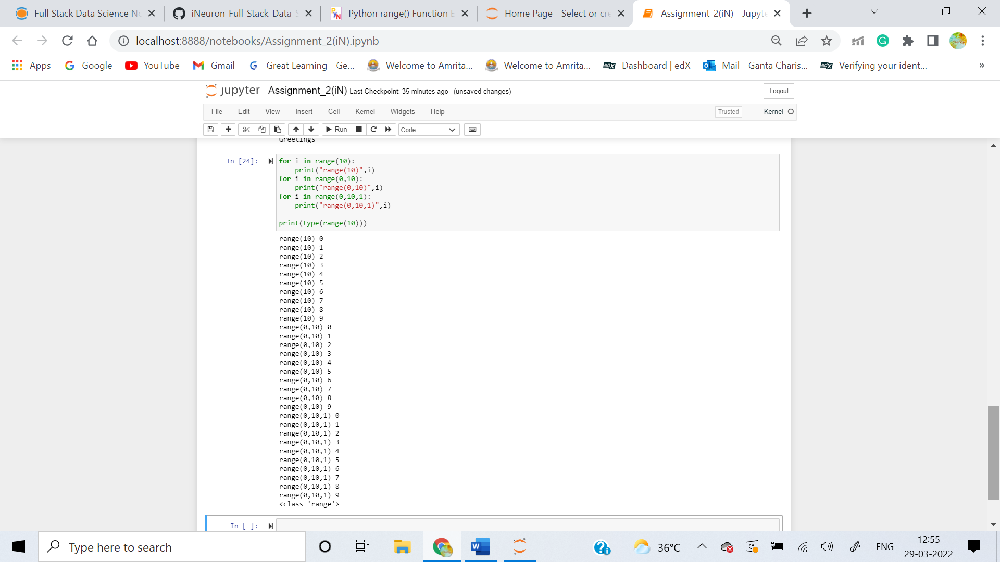 Full Stack Data Science No
iNeuron-Full-Stack-Data-S
Python range() Function E
Home Page - Select or cre
Assignment_2(iN) - Jupyte
localhost:8888/notebooks/Assignment_2(iN).ipynb
Apps Google YouTube Gmail Great Learning - Ge... Welcome to Amrita... Welcome to Amrita... edX Dashboard | edX Mail - Ganta Charis... edX Verifying your ident... »
jupyter Assignment_2(iN) Last Checkpoint: 35 minutes ago (unsaved changes) Logout
File Edit View Insert Cell Kernel Widgets Help Trusted Kernel
Run Code
Greetings
In [24]: for i in range(10):
print("range(10)",i)
for i in range(0,10):
print("range(0,10)",i)
for i in range(0,10,1):
print("range(0,10,1)",i)
print(type(range(10)))
range(10) 0
range(10) 1
range(10) 2
range(10) 3
range(10) 4
range(10) 5
range(10) 6
range(10) 7
range(10) 8
range(10) 9
range(0,10) 0
range(0,10) 1
range(0,10) 2
range(0,10) 3
range(0,10) 4
range(0,10) 5
range(0,10) 6
range(0,10) 7
range(0,10) 8
range(0,10) 9
range(0,10,1) 0
range(0,10,1) 1
range(0,10,1) 2
range(0,10,1) 3
range(0,10,1) 4
range(0,10,1) 5
range(0,10,1) 6
range(0,10,1) 7
range(0,10,1) 8
range(0,10,1) 9
<class 'range'>
In [ ]:
Type here to search
36°C
ENG
12:55
29-03-2022